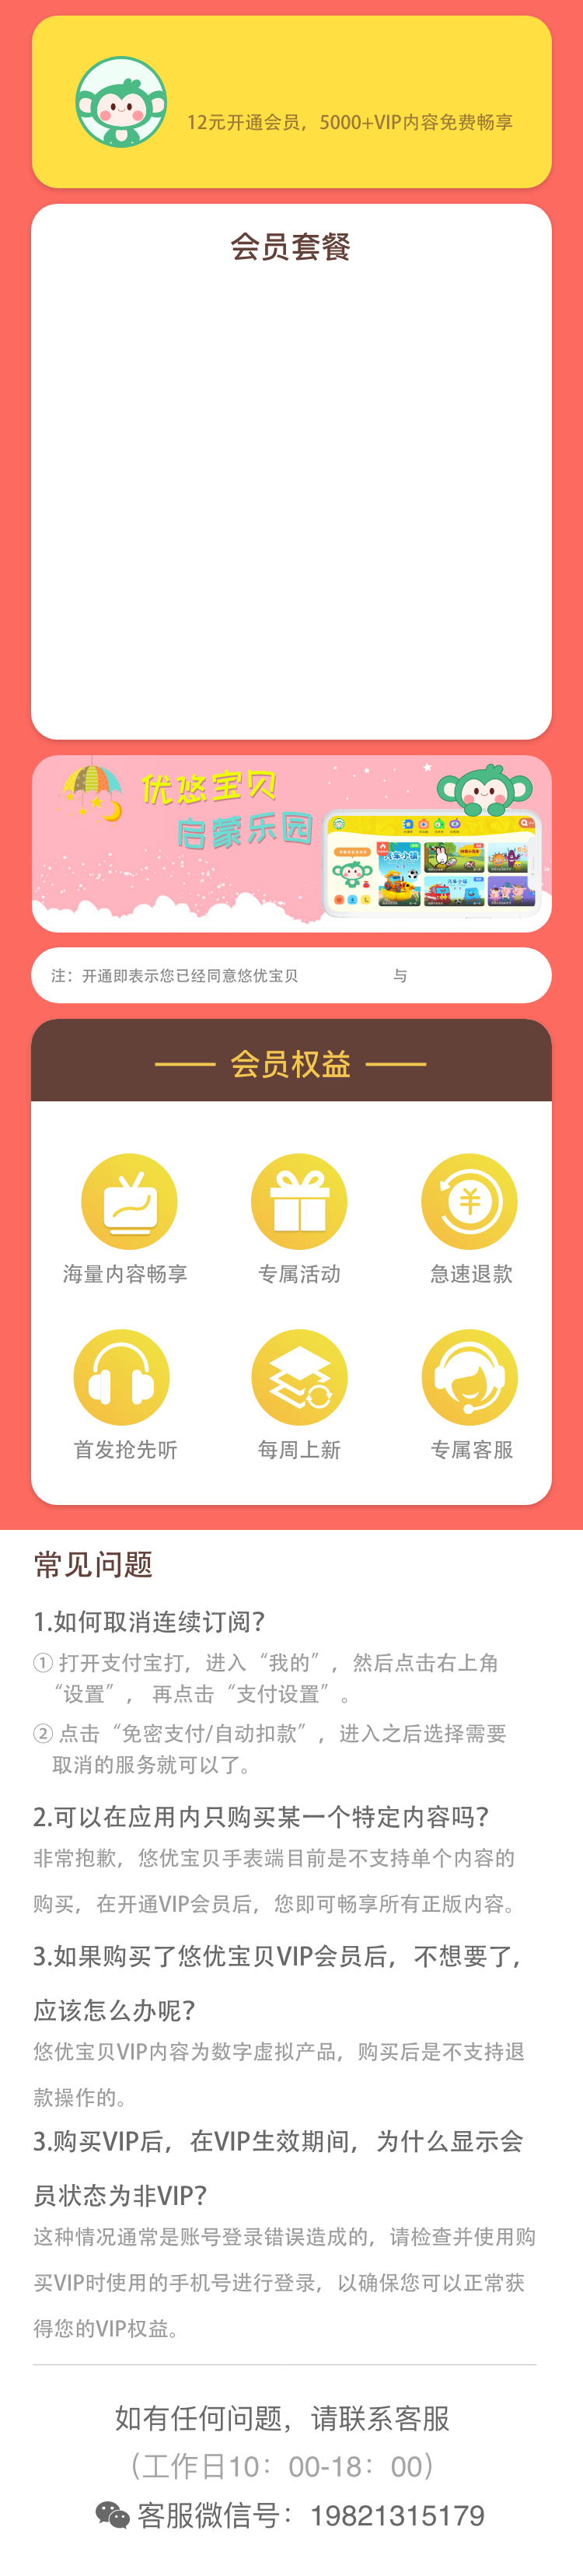 12元开通会员，5000+VIP内容免费畅享
会员套餐
优悠宝贝
启蒙乐园
汽车小镇
注：开通即表示您已经同意悠优宝贝 与
会员权益
海量内容畅享 专属活动 急速退款
首发抢先听 每周上新 专属客服
常见问题
1.如何取消连续订阅？
① 打开支付宝打，进入“我的”，然后点击右上角
“设置”， 再点击“支付设置”。
② 点击“免密支付/自动扣款”，进入之后选择需要
取消的服务就可以了。
2.可以在应用内只购买某一个特定内容吗？
非常抱歉，悠优宝贝手表端目前是不支持单个内容的
购买，在开通VIP会员后，您即可畅享所有正版内容。
3.如果购买了悠优宝贝VIP会员后，不想要了，
应该怎么办呢？
悠优宝贝VIP内容为数字虚拟产品，购买后是不支持退
款操作的。
3.购买VIP后，在VIP生效期间，为什么显示会
员状态为非VIP？
这种情况通常是账号登录错误造成的，请检查并使用购
买VIP时使用的手机号进行登录，以确保您可以正常获
得您的VIP权益。
如有任何问题，请联系客服
（工作日10：00-18：00）
客服微信号：19821315179